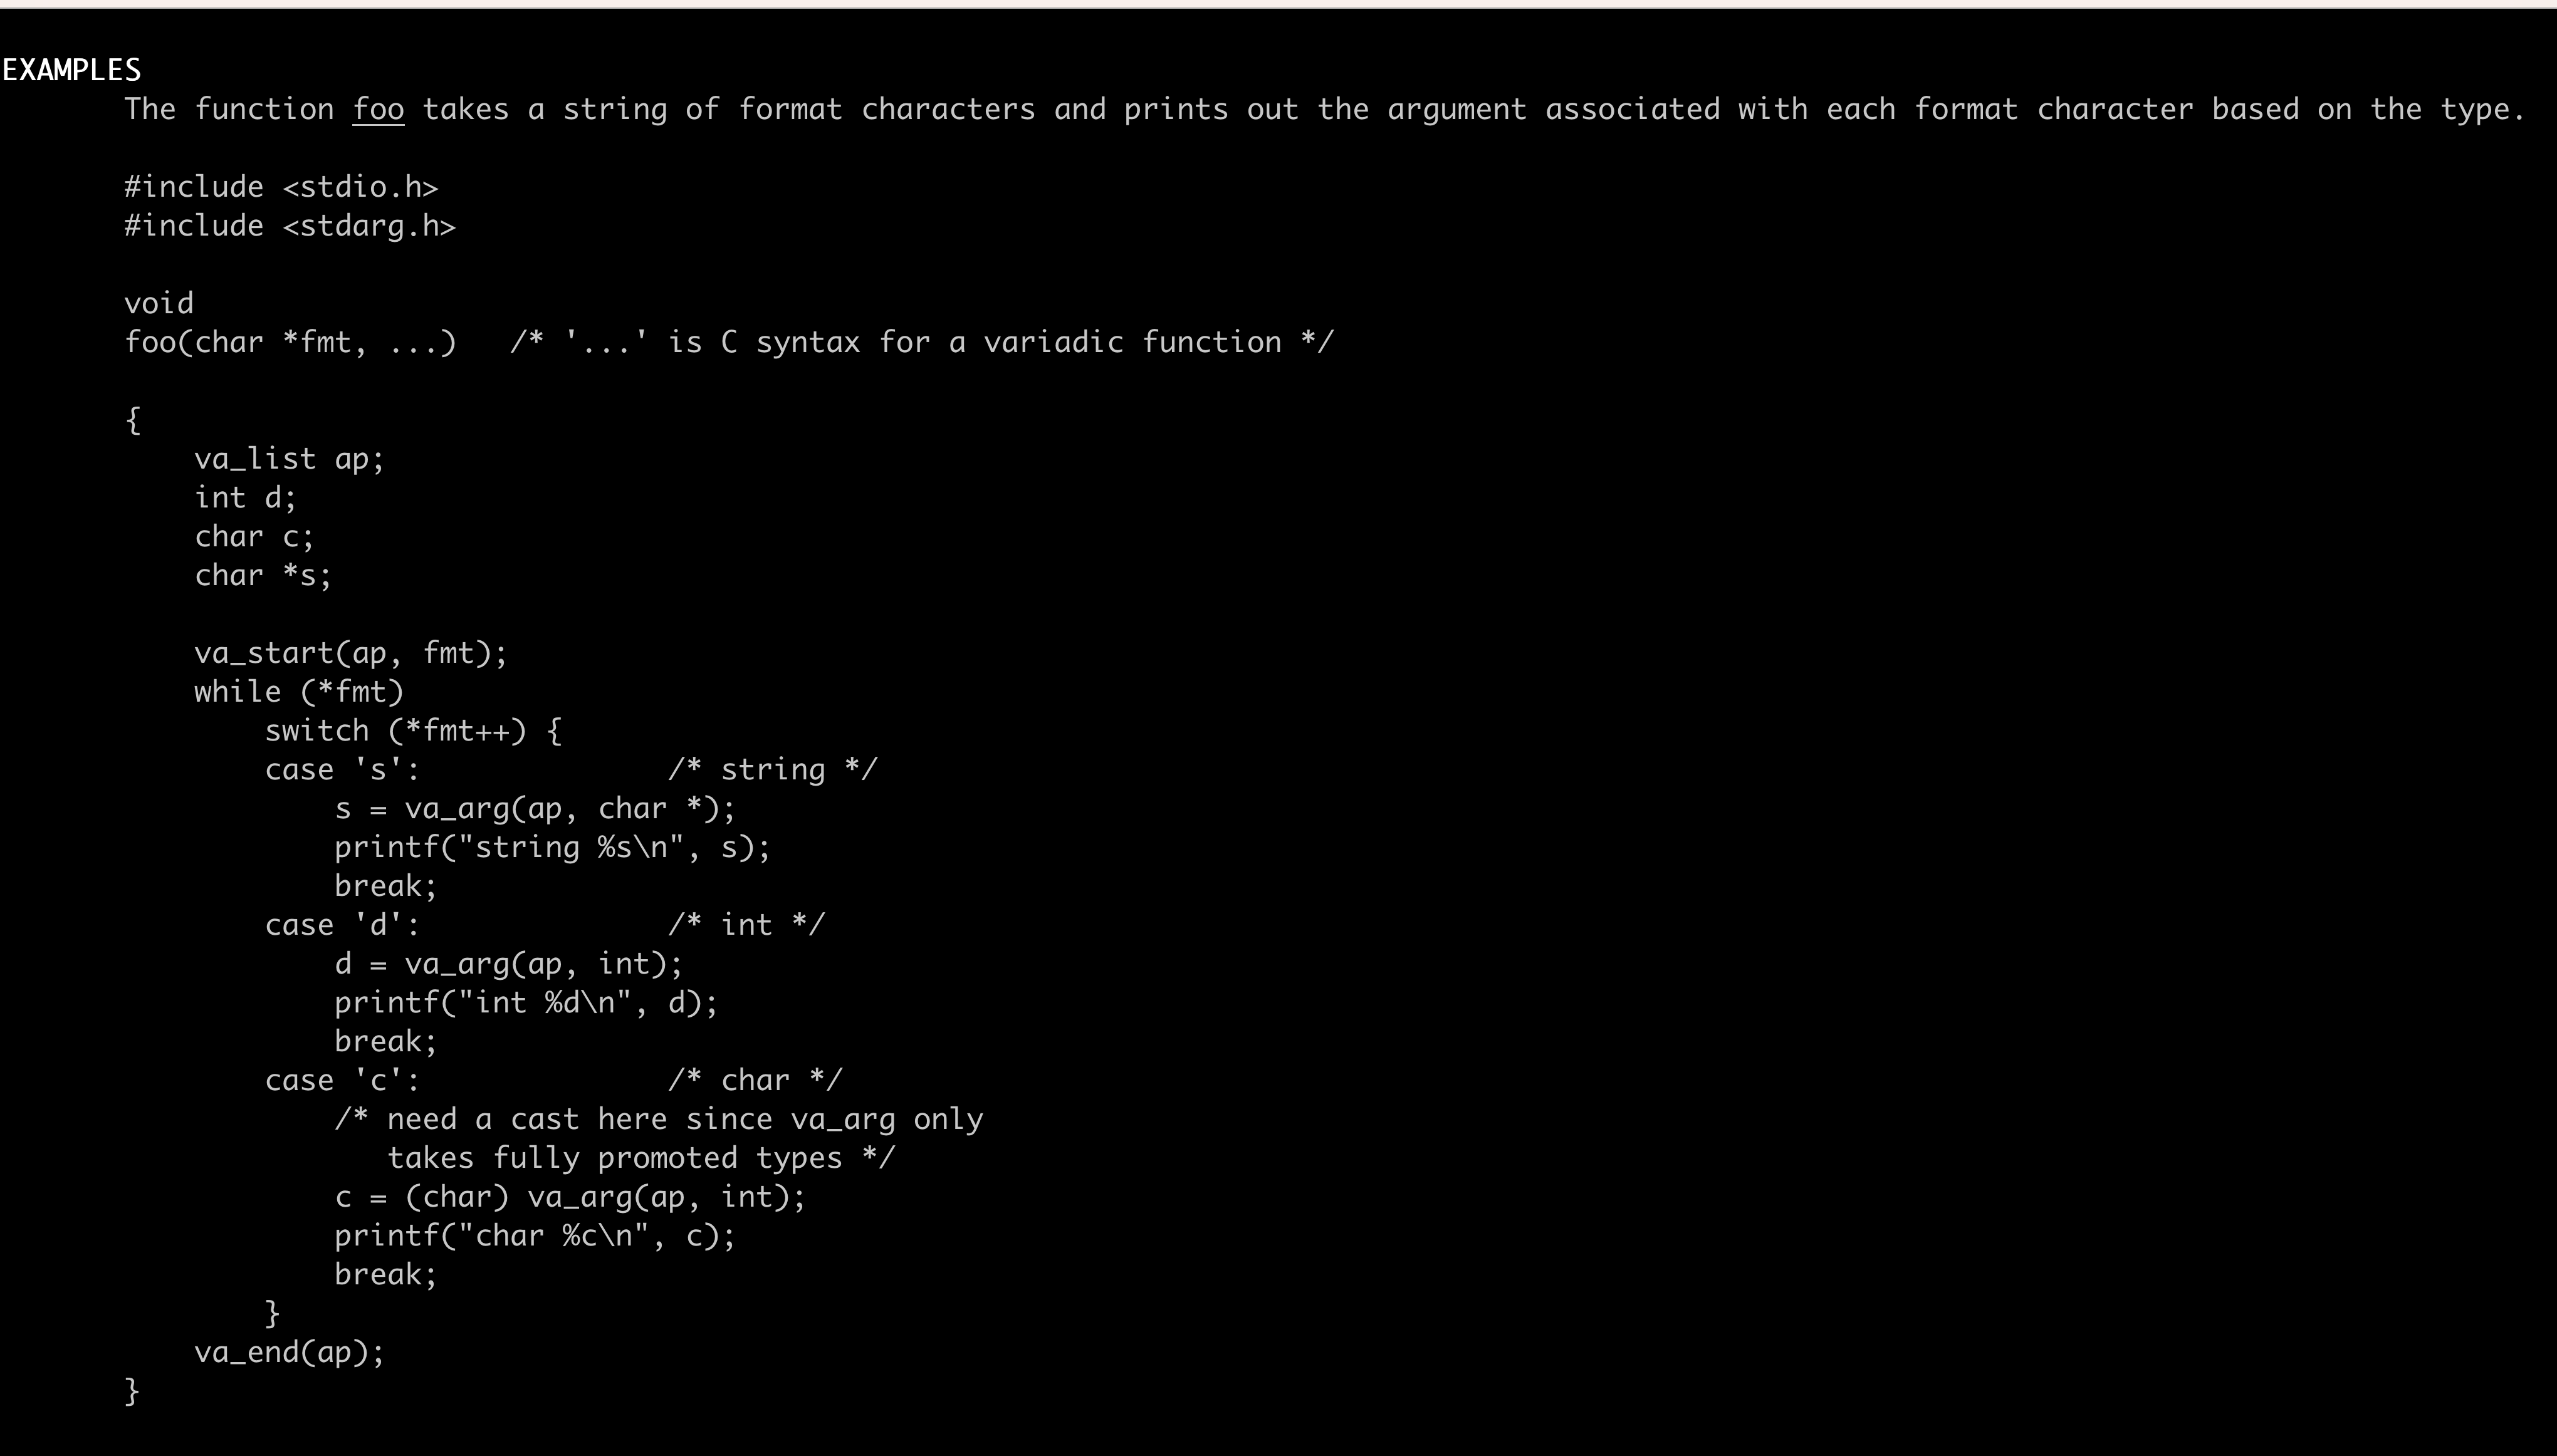 EXAMPLES
The function foo takes a string of format characters and prints out the argument associated with each format character based on the type.
#include <stdio.h>
#include <stdarg.h>
void
foo(char *fmt, ...)   /* '...' is C syntax for a variadic function */
{
    va_list ap;
    int d;
    char c;
    char *s;
    va_start(ap, fmt);
    while (*fmt)
        switch (*fmt++) {
        case 's':              /* string */
            s = va_arg(ap, char *);
            printf("string %s\n", s);
            break;
        case 'd':              /* int */
            d = va_arg(ap, int);
            printf("int %d\n", d);
            break;
        case 'c':              /* char */
            /* need a cast here since va_arg only
               takes fully promoted types */
            c = (char) va_arg(ap, int);
            printf("char %c\n", c);
            break;
        }
    va_end(ap);
}